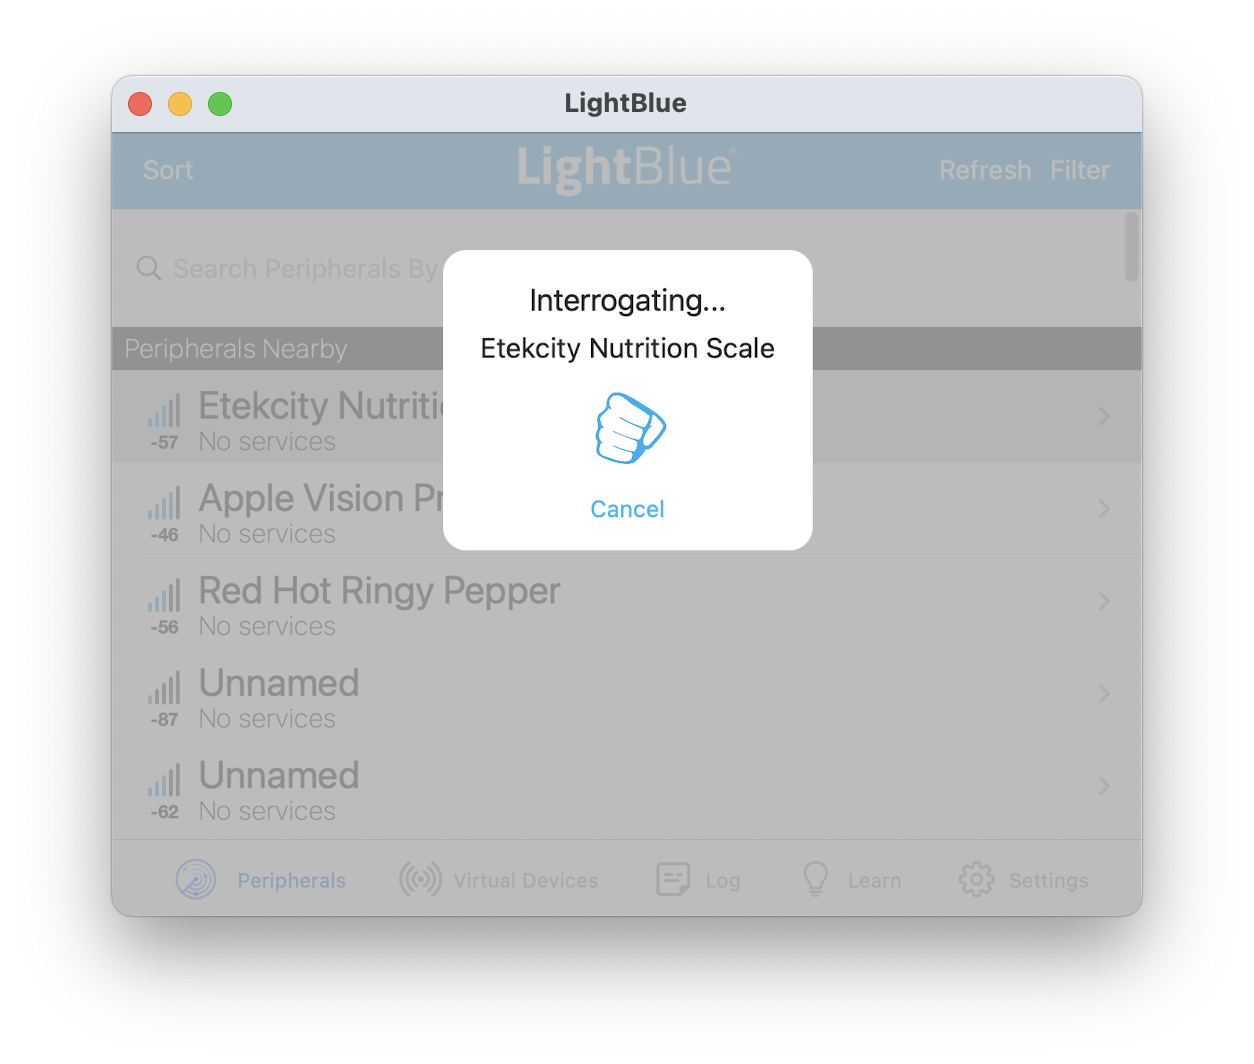 LightBlue
Sort
LightBlue®
Refresh Filter
Search Peripherals By
Interrogating...
Etekcity Nutrition Scale
Cancel
Peripherals Nearby
Etekcity Nutriti
-57
No services
Apple Vision Pr
-46
No services
Red Hot Ringy Pepper
-56
No services
Unnamed
-87
No services
Unnamed
-62
No services
Peripherals
Virtual Devices
Log
Learn
Settings